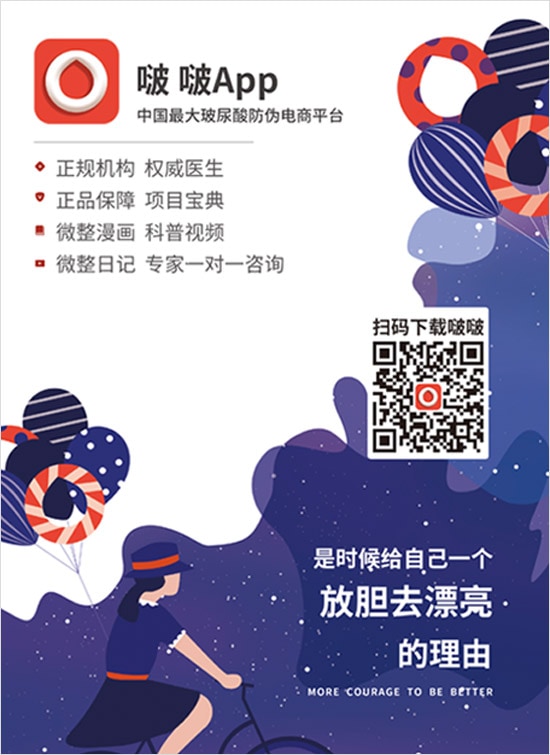 啵 啵App
中国最大玻尿酸防伪电商平台
正规机构 权威医生
正品保障 项目宝典
微整漫画 科普视频
微整日记 专家一对一咨询
扫码下载啵啵
是时候给自己一个
放胆去漂亮
的理由
MORE COURAGE TO BE BETTER